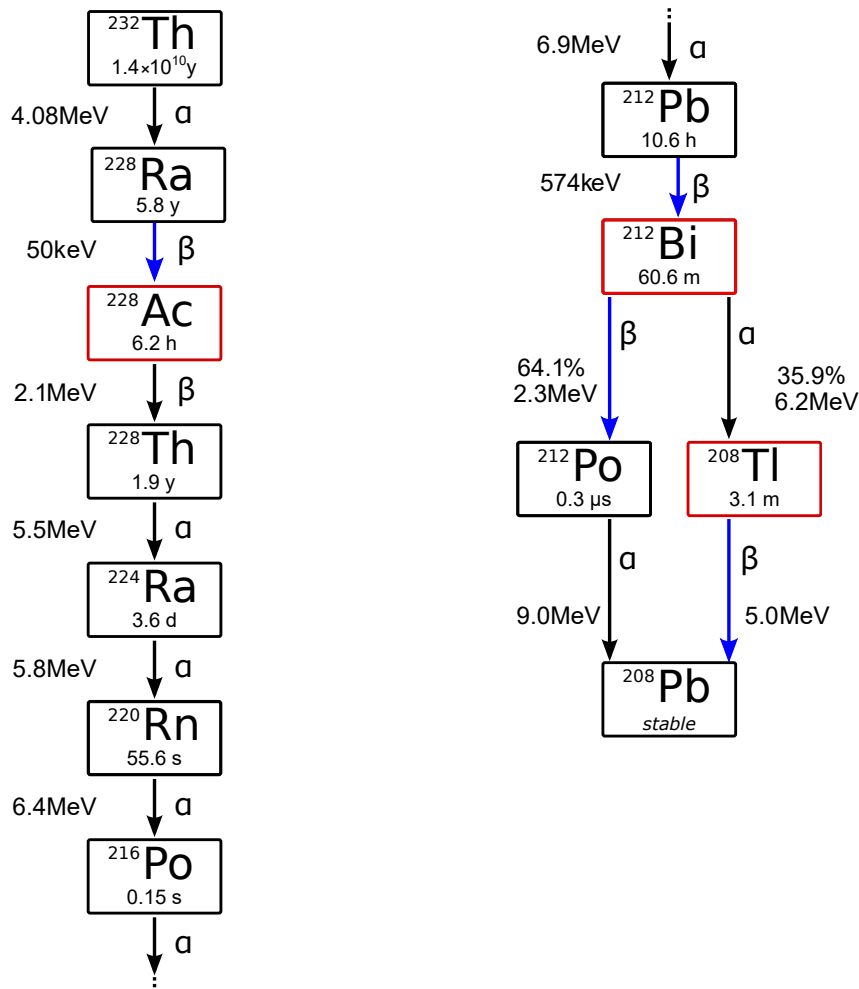 ²³²Th
1.4×10¹⁰y
4.08MeV α
²²⁸Ra
5.8 y
50keV β
²²⁸Ac
6.2 h
2.1MeV β
²²⁸Th
1.9 y
5.5MeV α
²²⁴Ra
3.6 d
5.8MeV α
²²⁰Rn
55.6 s
6.4MeV α
²¹⁶Po
0.15 s
α
6.9MeV α
²¹²Pb
10.6 h
574keV β
²¹²Bi
60.6 m
β α
64.1% 35.9%
2.3MeV 6.2MeV
²¹²Po ²⁰⁸Tl
0.3 µs 3.1 m
α β
9.0MeV 5.0MeV
²⁰⁸Pb
stable